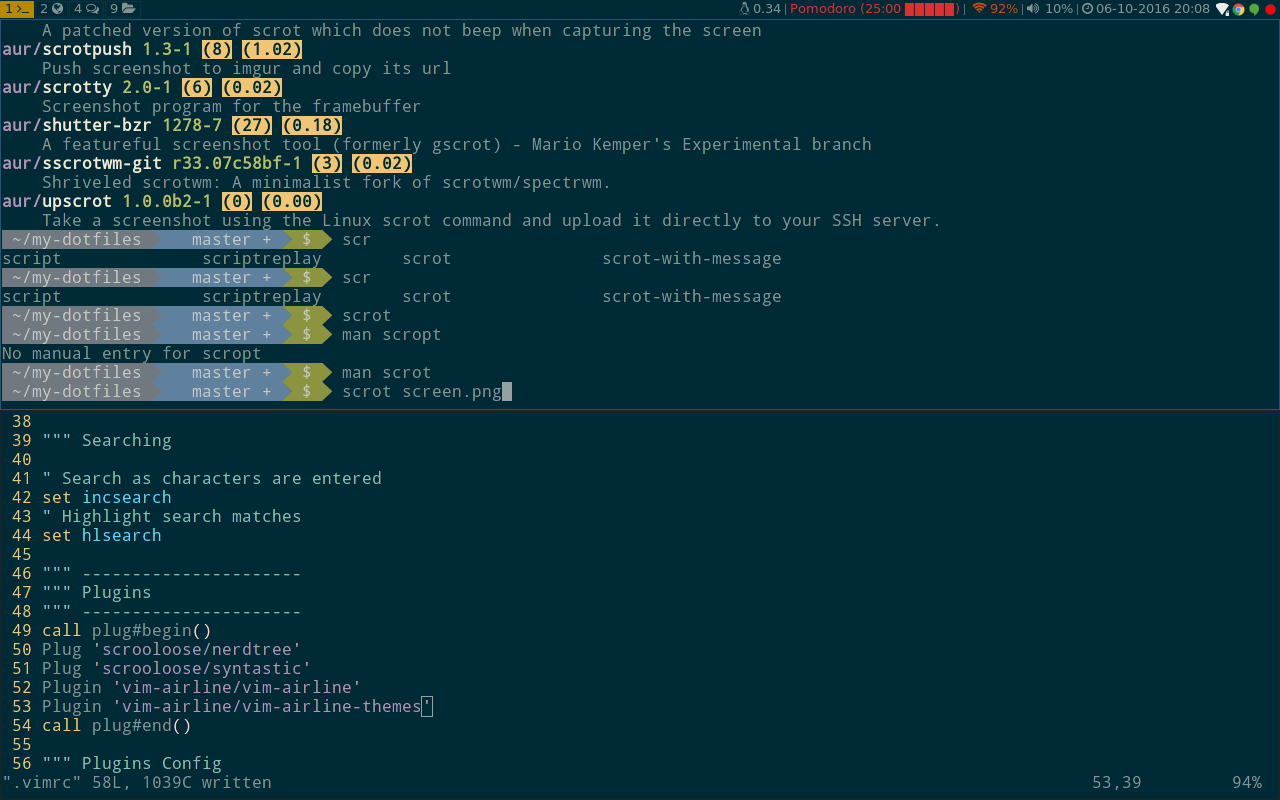 1 >_ 2 4 9 0.34 | Pomodoro (25:00 ) | 92% | 10% | 06-10-2016 20:08
    A patched version of scrot which does not beep when capturing the screen
aur/scrotpush 1.3-1 (8) (1.02)
    Push screenshot to imgur and copy its url
aur/scrotty 2.0-1 (6) (0.02)
    Screenshot program for the framebuffer
aur/shutter-bzr 1278-7 (27) (0.18)
    A featureful screenshot tool (formerly gscrot) - Mario Kemper's Experimental branch
aur/sscrotwm-git r33.07c58bf-1 (3) (0.02)
    Shriveled scrotwm: A minimalist fork of scrotwm/spectrwm.
aur/upscrot 1.0.0b2-1 (0) (0.00)
    Take a screenshot using the Linux scrot command and upload it directly to your SSH server.
~/my-dotfiles master + $ scr
script scriptreplay scrot scrot-with-message
~/my-dotfiles master + $ scr
script scriptreplay scrot scrot-with-message
~/my-dotfiles master + $ scrot
~/my-dotfiles master + $ man scropt
No manual entry for scropt
~/my-dotfiles master + $ man scrot
~/my-dotfiles master + $ scrot screen.png
38
39 """ Searching
40
41 " Search as characters are entered
42 set incsearch
43 " Highlight search matches
44 set hlsearch
45
46 """ ----------------------
47 """ Plugins
48 """ ----------------------
49 call plug#begin()
50 Plug 'scrooloose/nerdtree'
51 Plug 'scrooloose/syntastic'
52 Plugin 'vim-airline/vim-airline'
53 Plugin 'vim-airline/vim-airline-themes'
54 call plug#end()
55
56 """ Plugins Config
".vimrc" 58L, 1039C written 53,39 94%